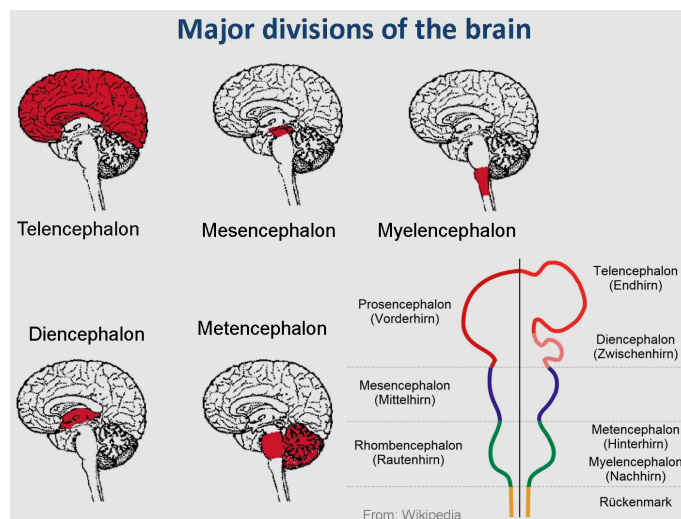 Major divisions of the brain
Telencephalon
Mesencephalon
Myelencephalon
Diencephalon
Metencephalon
Prosencephalon
(Vorderhirn)
Telencephalon
(Endhirn)
Diencephalon
(Zwischenhirn)
Mesencephalon
(Mittelhirn)
Rhombencephalon
(Rautenhirn)
Metencephalon
(Hinterhirn)
Myelencephalon
(Nachhirn)
Rückenmark
From: Wikipedia